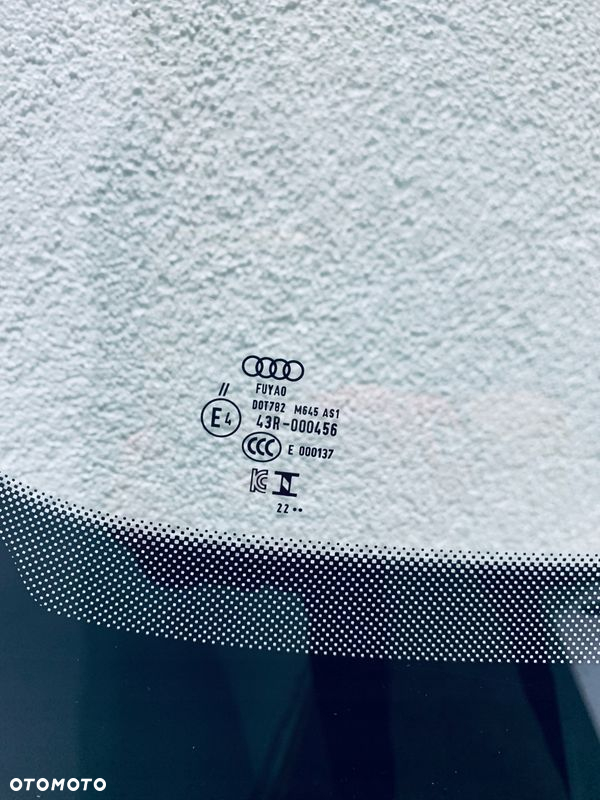 FUYAO
DOT782 M645 AS1
//
E4 43R-000456
CCC E 000137
22 ••
OTOMOTO